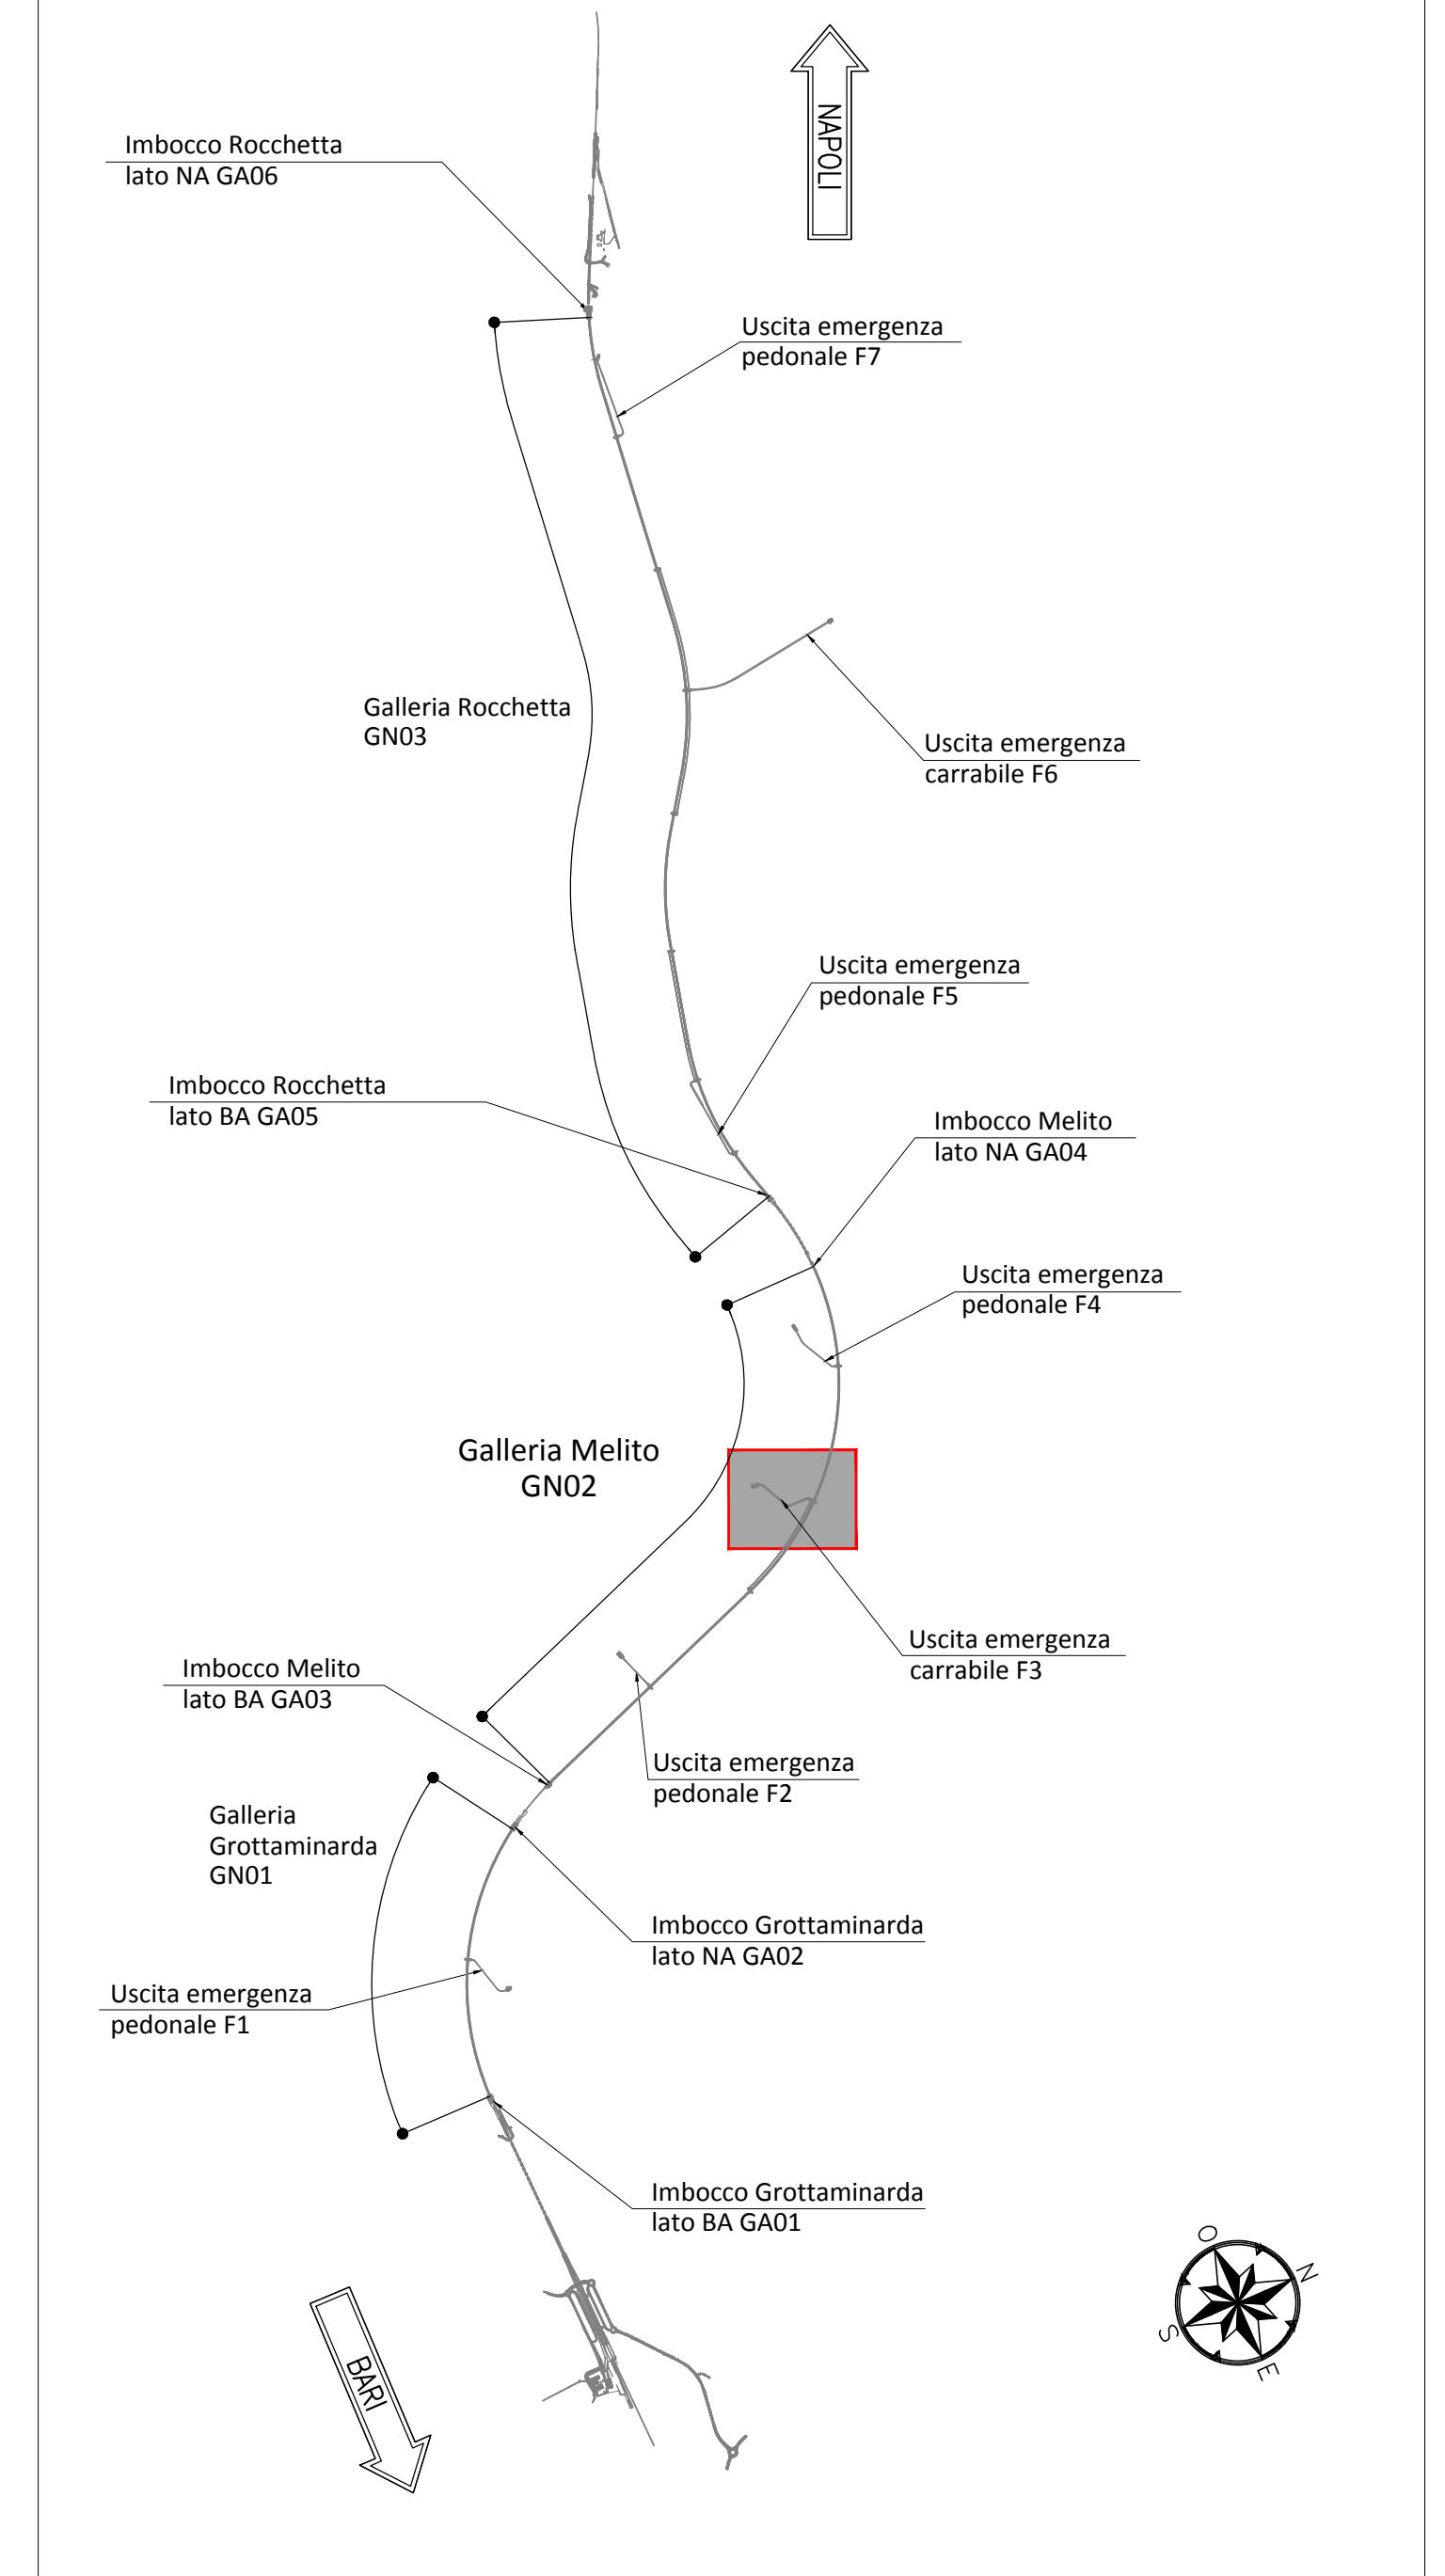 NAPOLI
Imbocco Rocchetta
lato NA GA06
Uscita emergenza
pedonale F7
Galleria Rocchetta
GN03
Uscita emergenza
carrabile F6
Uscita emergenza
pedonale F5
Imbocco Rocchetta
lato BA GA05
Imbocco Melito
lato NA GA04
Uscita emergenza
pedonale F4
Galleria Melito
GN02
Uscita emergenza
carrabile F3
Imbocco Melito
lato BA GA03
Uscita emergenza
pedonale F2
Galleria
Grottaminarda
GN01
Imbocco Grottaminarda
lato NA GA02
Uscita emergenza
pedonale F1
Imbocco Grottaminarda
lato BA GA01
O
N
S
E
BARI